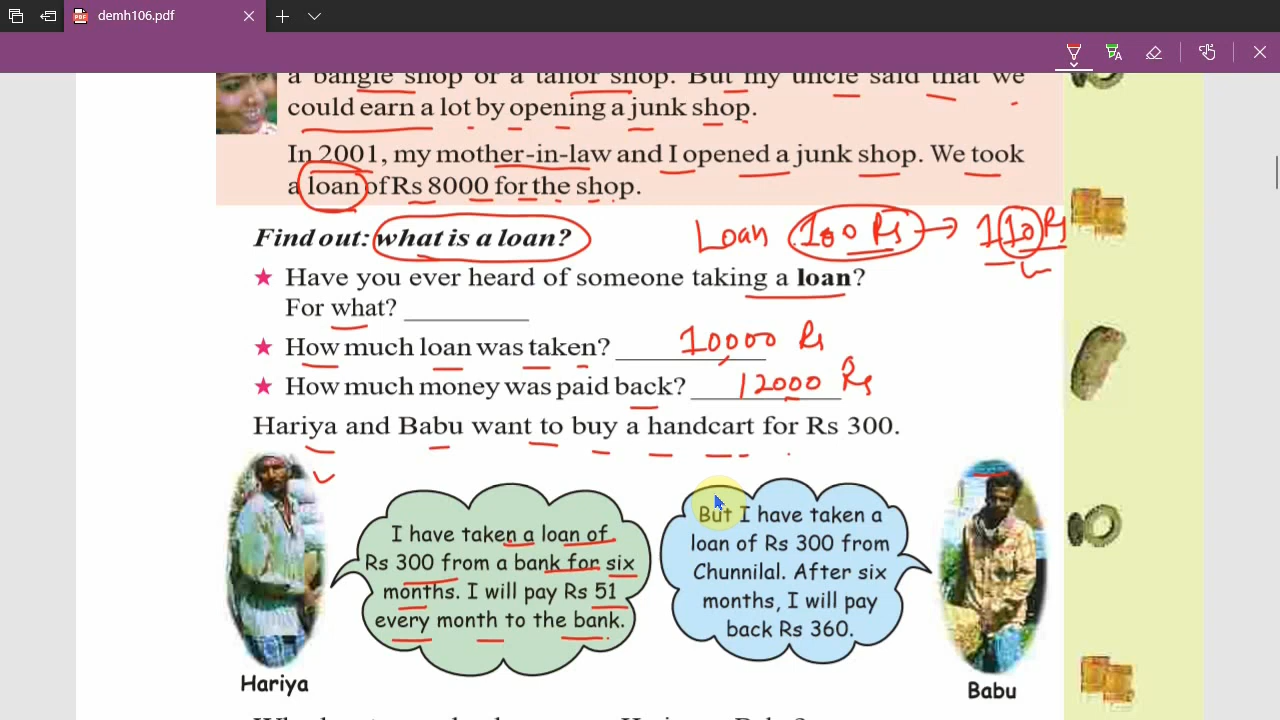 demh106.pdf
a bangle shop or a tailor shop. But my uncle said that we
could earn a lot by opening a junk shop.
In 2001, my mother-in-law and I opened a junk shop. We took
a loan of Rs 8000 for the shop.
Find out: what is a loan? Loan 100 Rs → 110 Rs
★ Have you ever heard of someone taking a loan?
For what? __________
★ How much loan was taken? 10,000 Rs
★ How much money was paid back? 12000 Rs
Hariya and Babu want to buy a handcart for Rs 300.
I have taken a loan of
Rs 300 from a bank for six
months. I will pay Rs 51
every month to the bank.
But I have taken a
loan of Rs 300 from
Chunnilal. After six
months, I will pay
back Rs 360.
Hariya
Babu